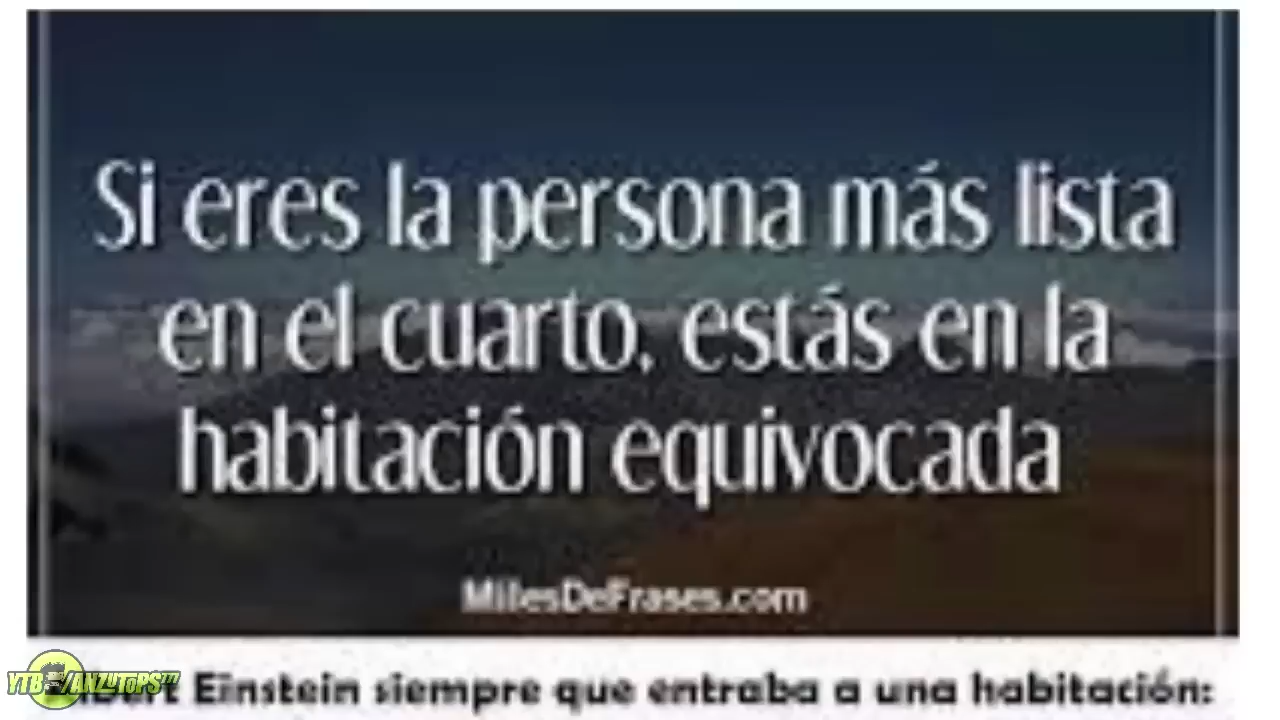 Si eres la persona más lista
en el cuarto, estás en la
habitación equivocada
MilesDeFrases.com
Einstein siempre que entraba a una habitación:
YTB